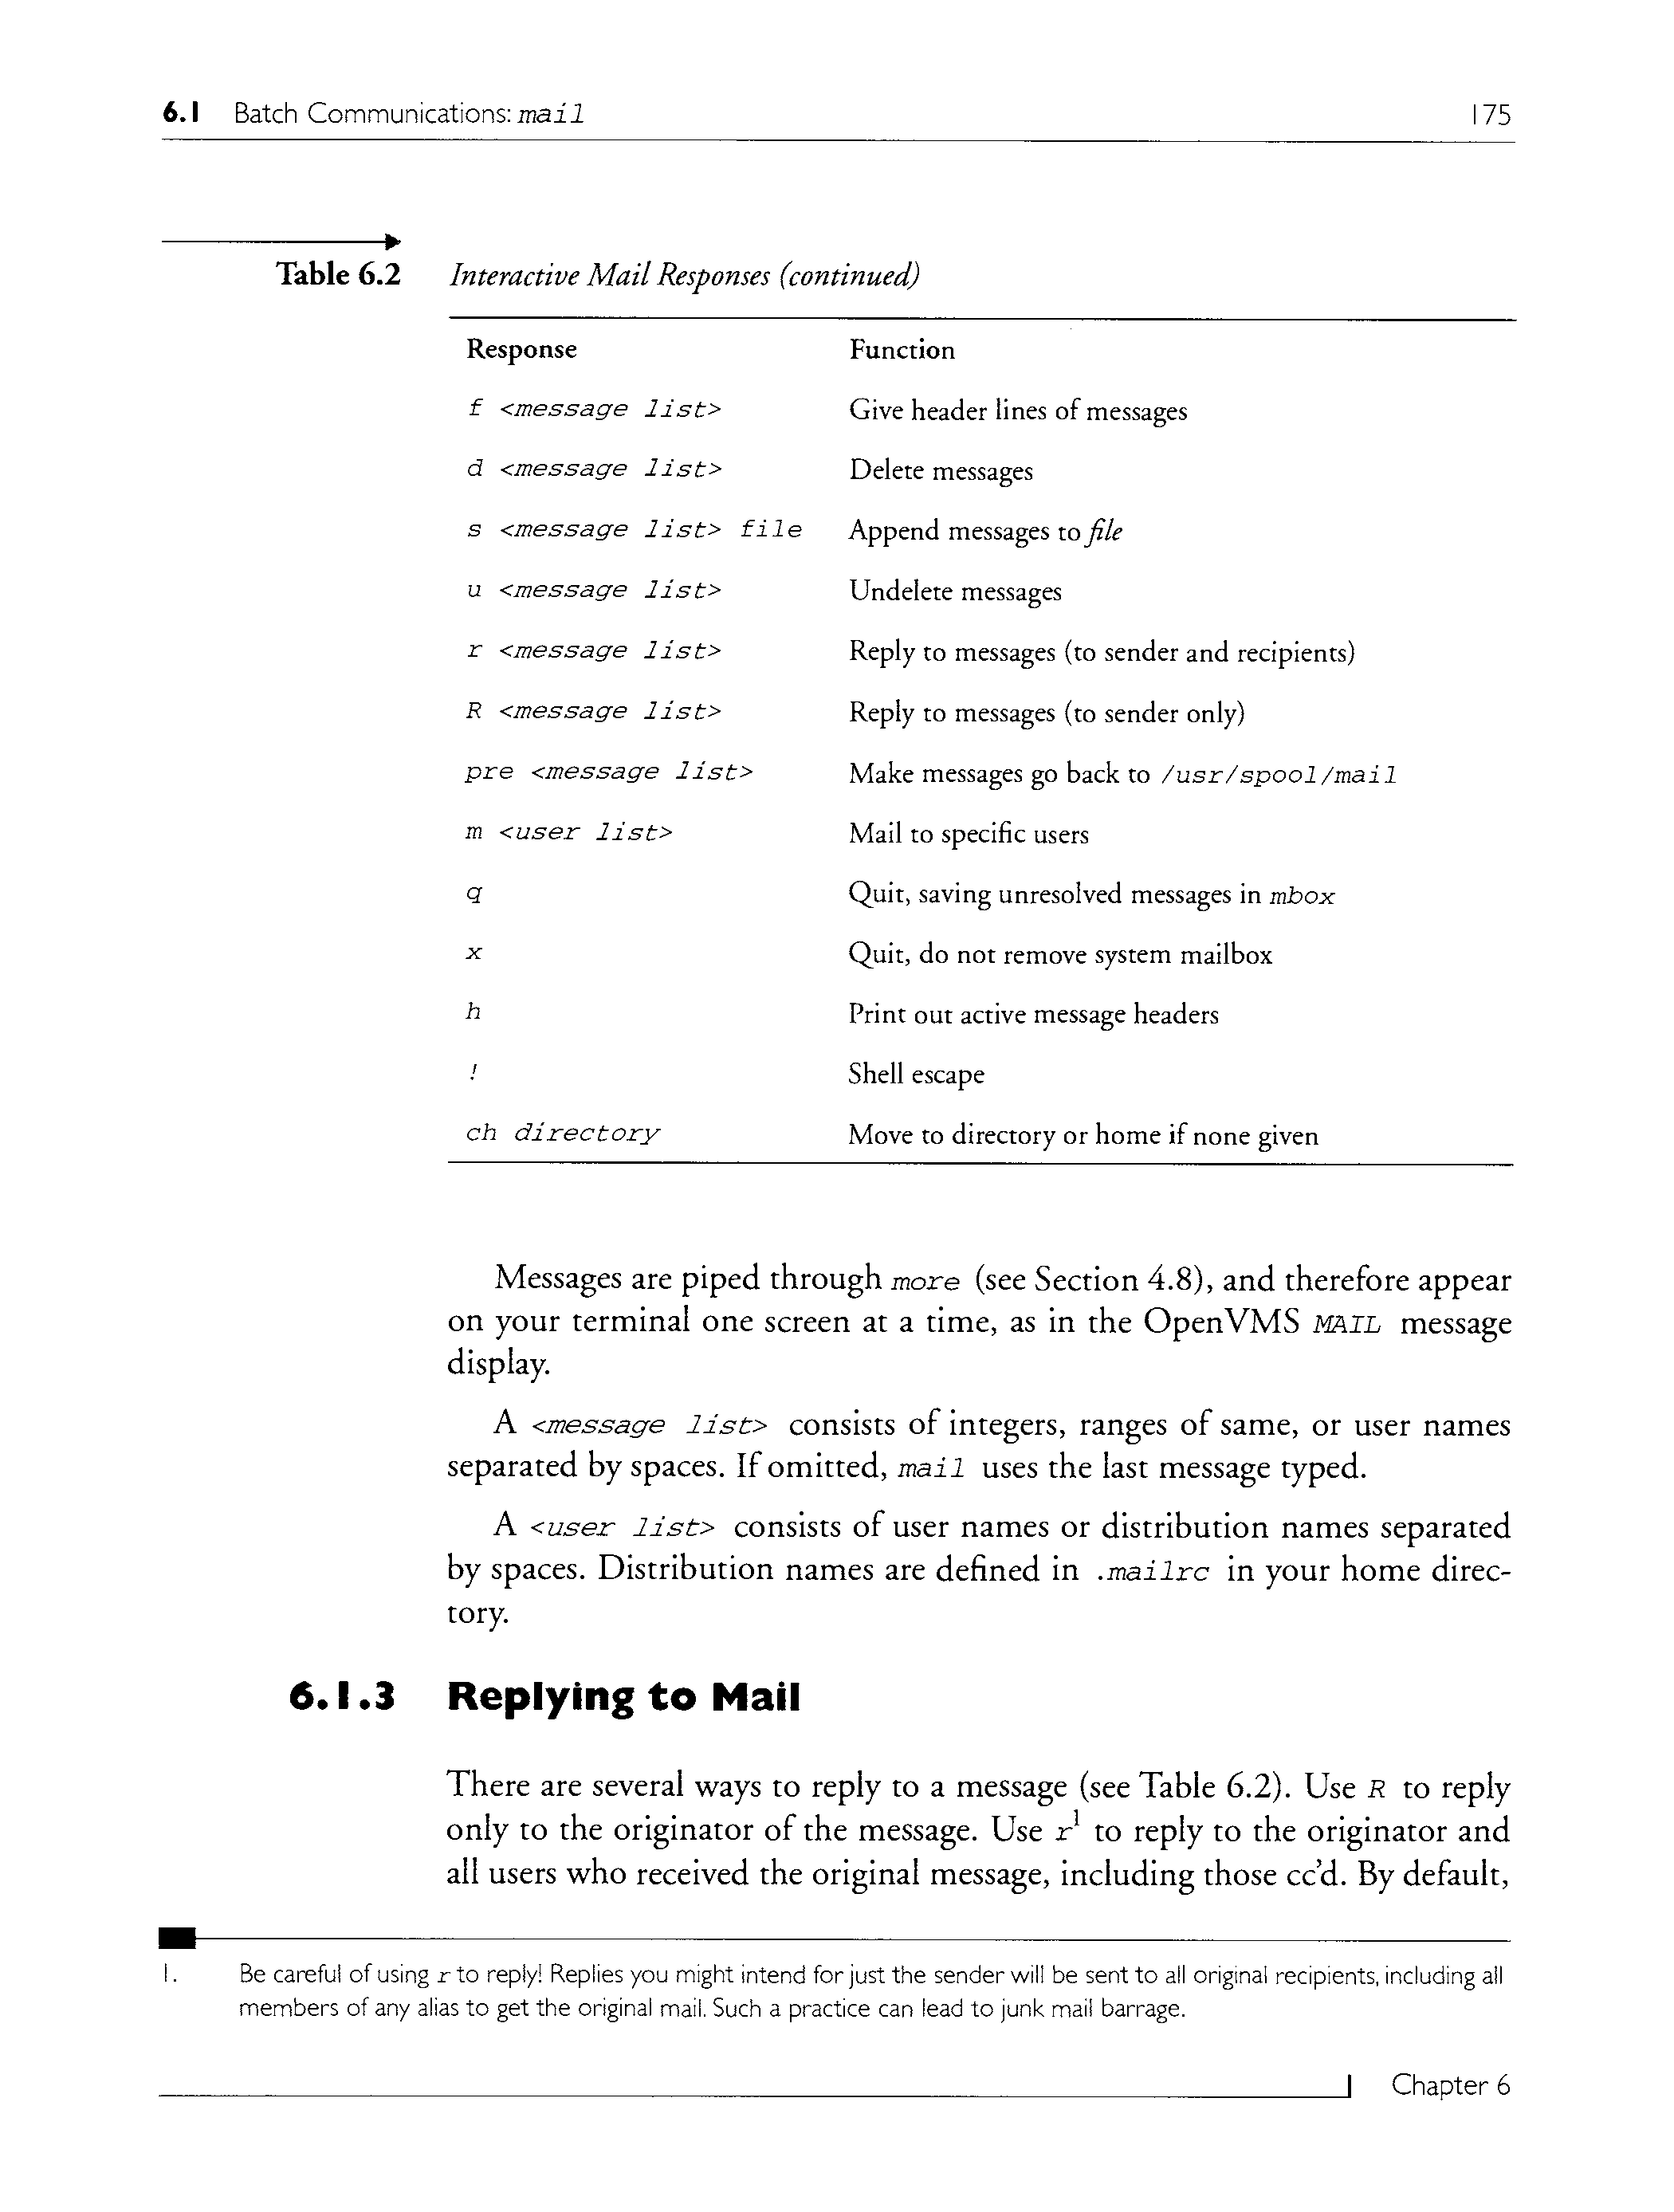 6.1 Batch Communications: mail 175
Table 6.2 Interactive Mail Responses (continued)
Response Function
f <message list> Give header lines of messages
d <message list> Delete messages
s <message list> file Append messages to file
u <message list> Undelete messages
r <message list> Reply to messages (to sender and recipients)
R <message list> Reply to messages (to sender only)
pre <message list> Make messages go back to /usr/spool/mail
m <user list> Mail to specific users
q Quit, saving unresolved messages in mbox
x Quit, do not remove system mailbox
h Print out active message headers
! Shell escape
ch directory Move to directory or home if none given
Messages are piped through more (see Section 4.8), and therefore appear
on your terminal one screen at a time, as in the OpenVMS MAIL message
display.
A <message list> consists of integers, ranges of same, or user names
separated by spaces. If omitted, mail uses the last message typed.
A <user list> consists of user names or distribution names separated
by spaces. Distribution names are defined in .mailrc in your home direc-
tory.
6.1.3 Replying to Mail
There are several ways to reply to a message (see Table 6.2). Use R to reply
only to the originator of the message. Use r¹ to reply to the originator and
all users who received the original message, including those cc'd. By default,
1. Be careful of using r to reply! Replies you might intend for just the sender will be sent to all original recipients, including all
members of any alias to get the original mail. Such a practice can lead to junk mail barrage.
Chapter 6